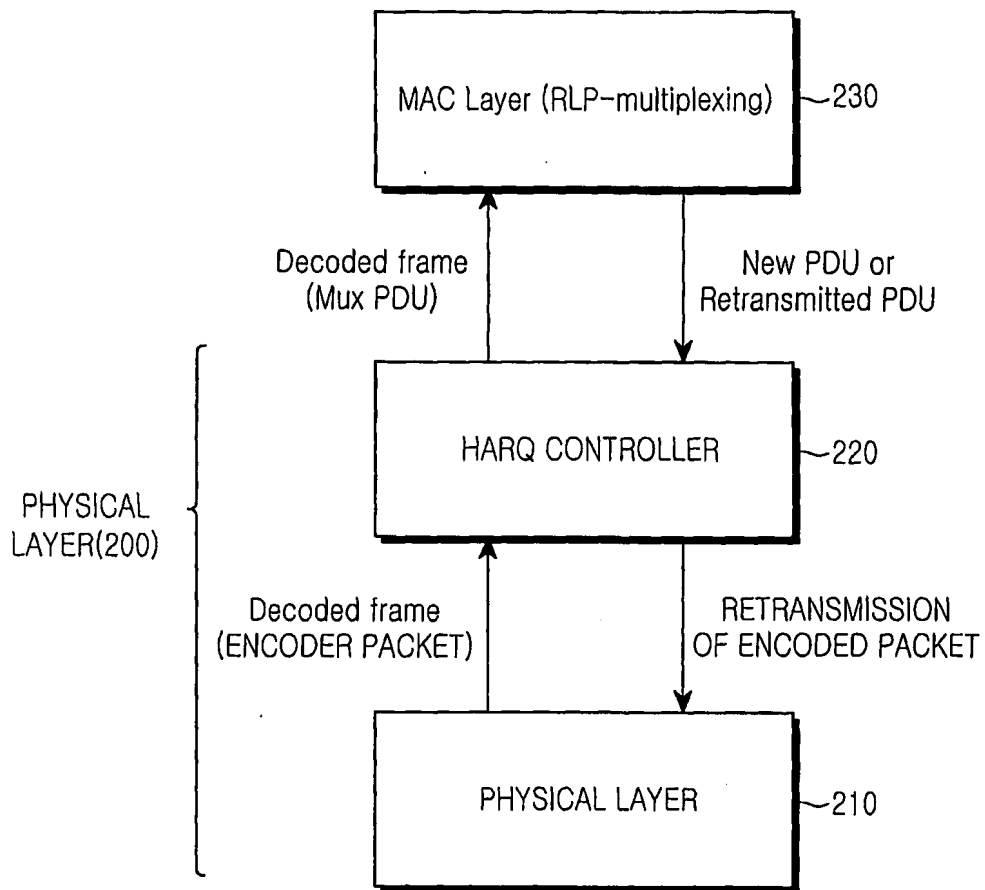 MAC Layer (RLP-multiplexing)
230
Decoded frame
(Mux PDU)
New PDU or
Retransmitted PDU
HARQ CONTROLLER
220
PHYSICAL
LAYER(200)
Decoded frame
(ENCODER PACKET)
RETRANSMISSION
OF ENCODED PACKET
PHYSICAL LAYER
210